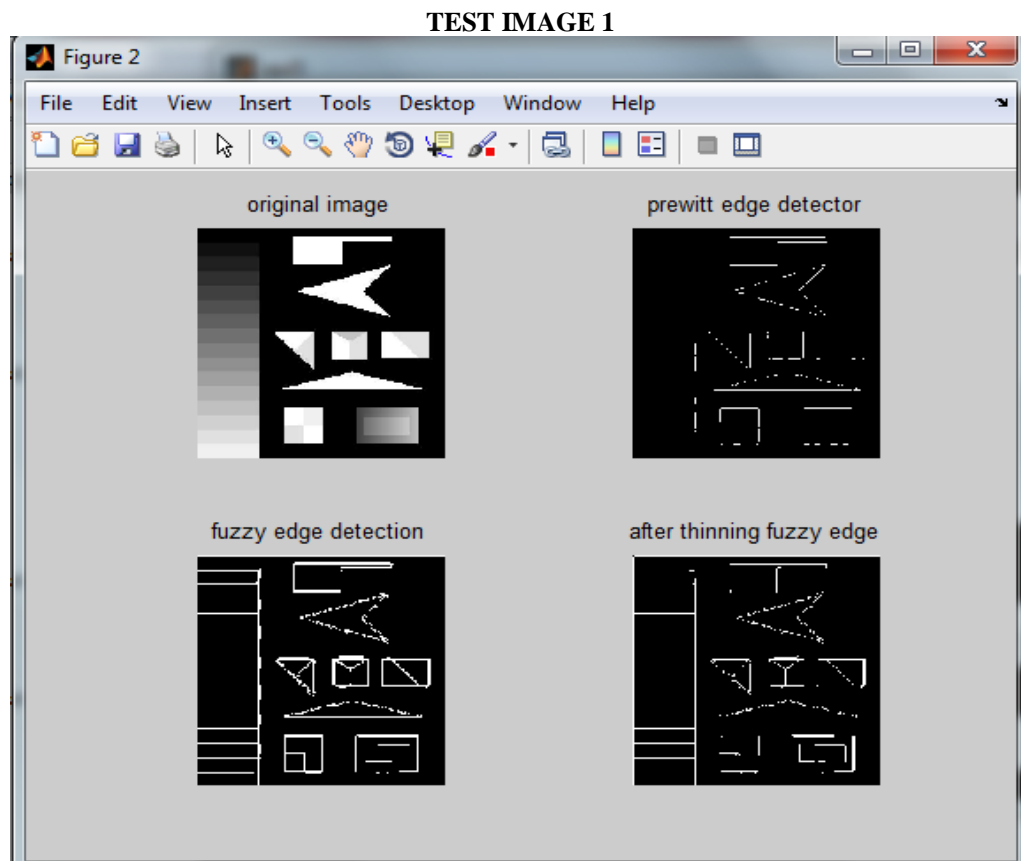 TEST IMAGE 1
Figure 2
File Edit View Insert Tools Desktop Window Help
original image
prewitt edge detector
fuzzy edge detection
after thinning fuzzy edge